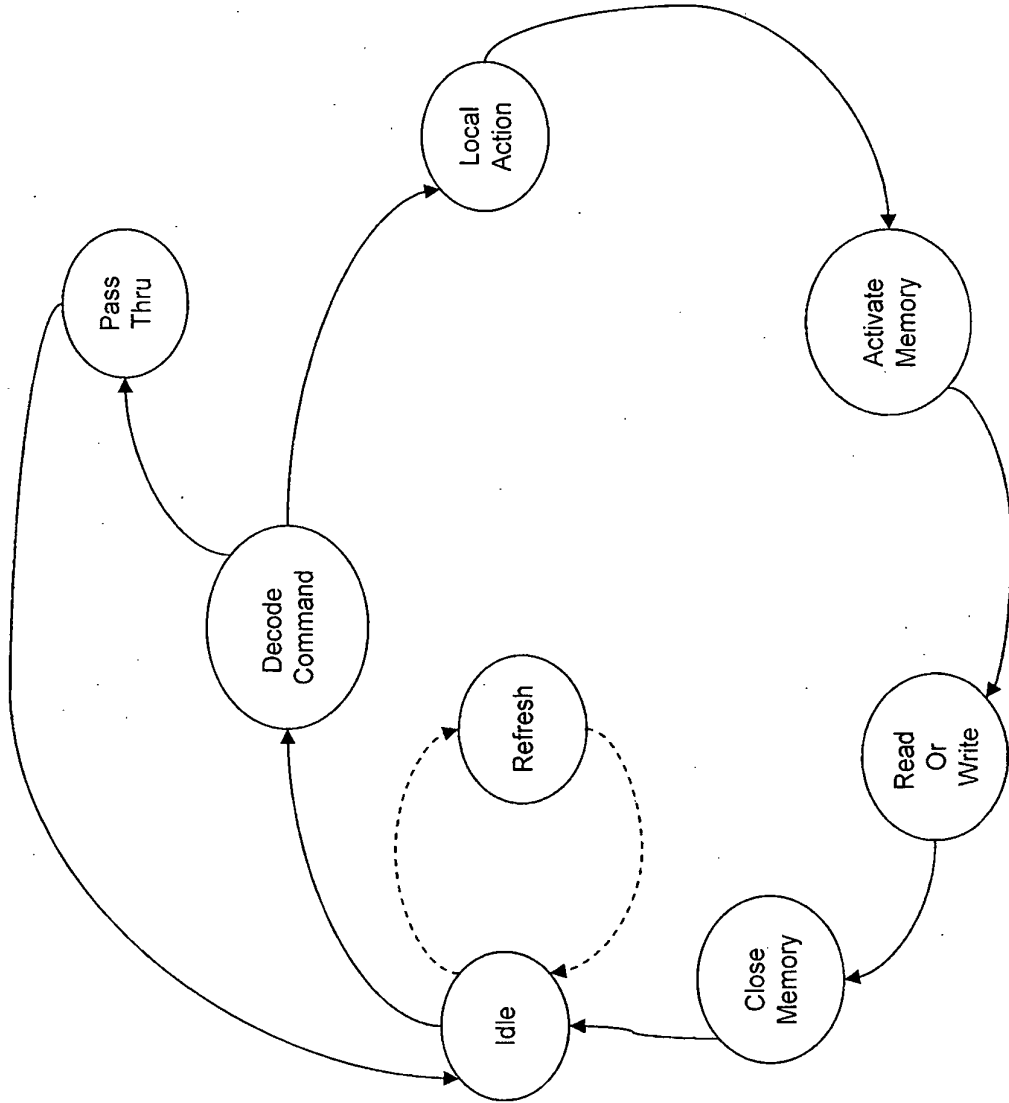 Pass
Thru
Local
Action
Decode
Command
Refresh
Idle
Activate
Memory
Read
Or
Write
Close
Memory